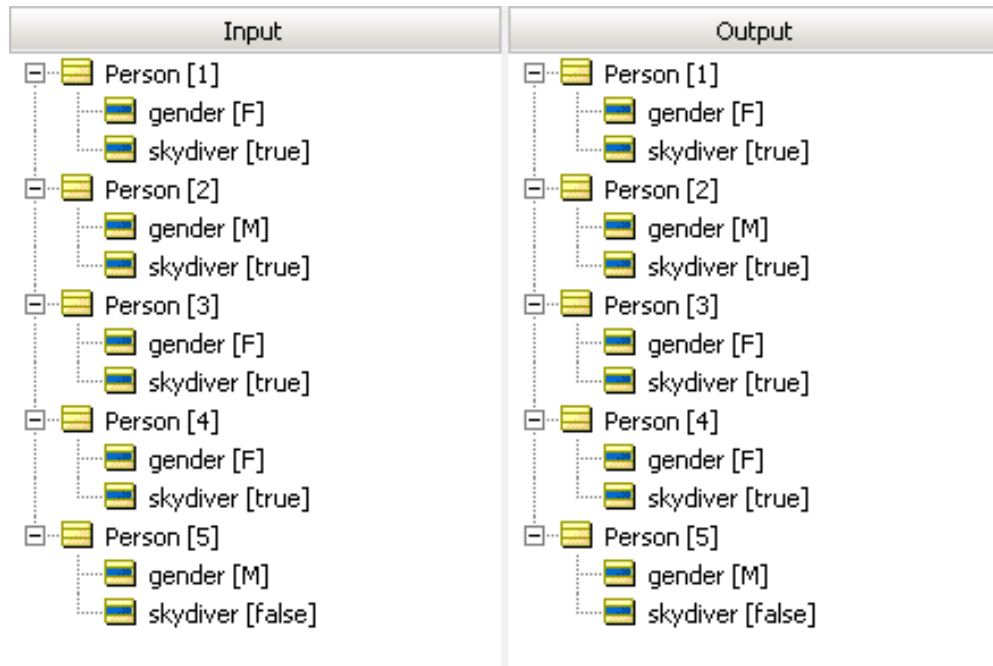 Input
Person [1]
gender [F]
skydiver [true]
Person [2]
gender [M]
skydiver [true]
Person [3]
gender [F]
skydiver [true]
Person [4]
gender [F]
skydiver [true]
Person [5]
gender [M]
skydiver [false]
Output
Person [1]
gender [F]
skydiver [true]
Person [2]
gender [M]
skydiver [true]
Person [3]
gender [F]
skydiver [true]
Person [4]
gender [F]
skydiver [true]
Person [5]
gender [M]
skydiver [false]